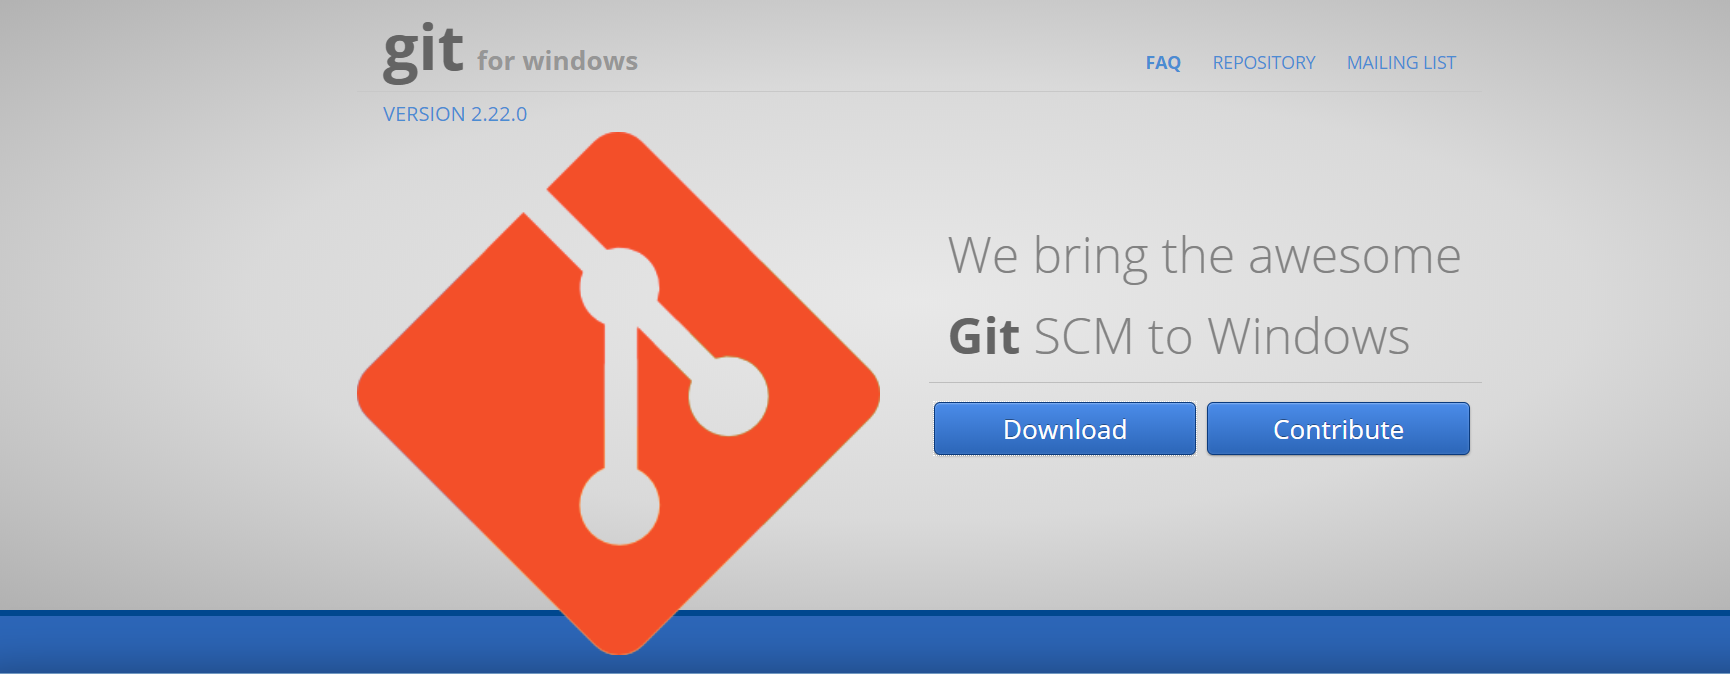 git for windows
FAQ REPOSITORY MAILING LIST
VERSION 2.22.0
We bring the awesome
Git SCM to Windows
Download Contribute